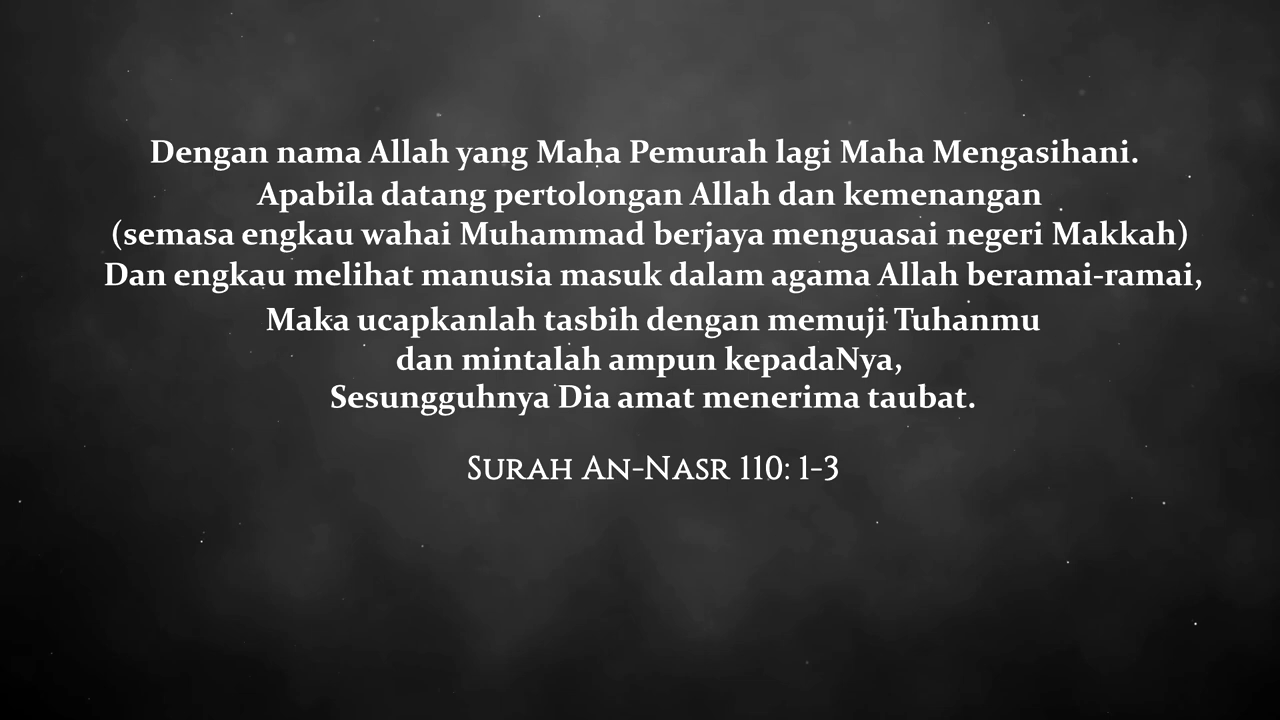 Dengan nama Allah yang Maha Pemurah lagi Maha Mengasihani.
Apabila datang pertolongan Allah dan kemenangan
(semasa engkau wahai Muhammad berjaya menguasai negeri Makkah)
Dan engkau melihat manusia masuk dalam agama Allah beramai-ramai,
Maka ucapkanlah tasbih dengan memuji Tuhanmu
dan mintalah ampun kepadaNya,
Sesungguhnya Dia amat menerima taubat.
Surah An-Nasr 110: 1-3